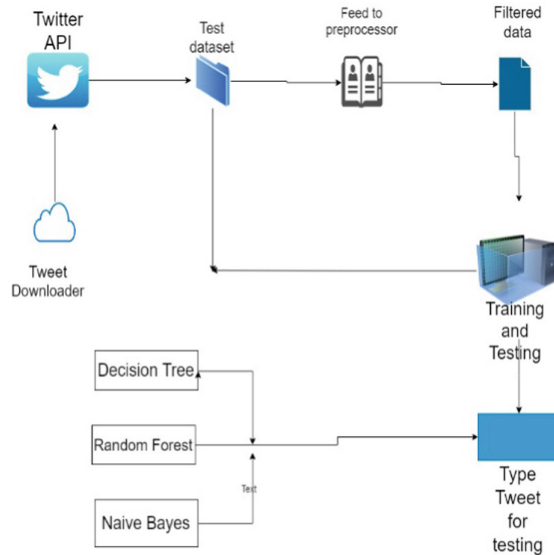 Twitter
API
Test
dataset
Feed to
preprocessor
Filtered
data
Tweet
Downloader
Training
and
Testing
Decision Tree
Random Forest
Text
Naive Bayes
Type
Tweet
for
testing